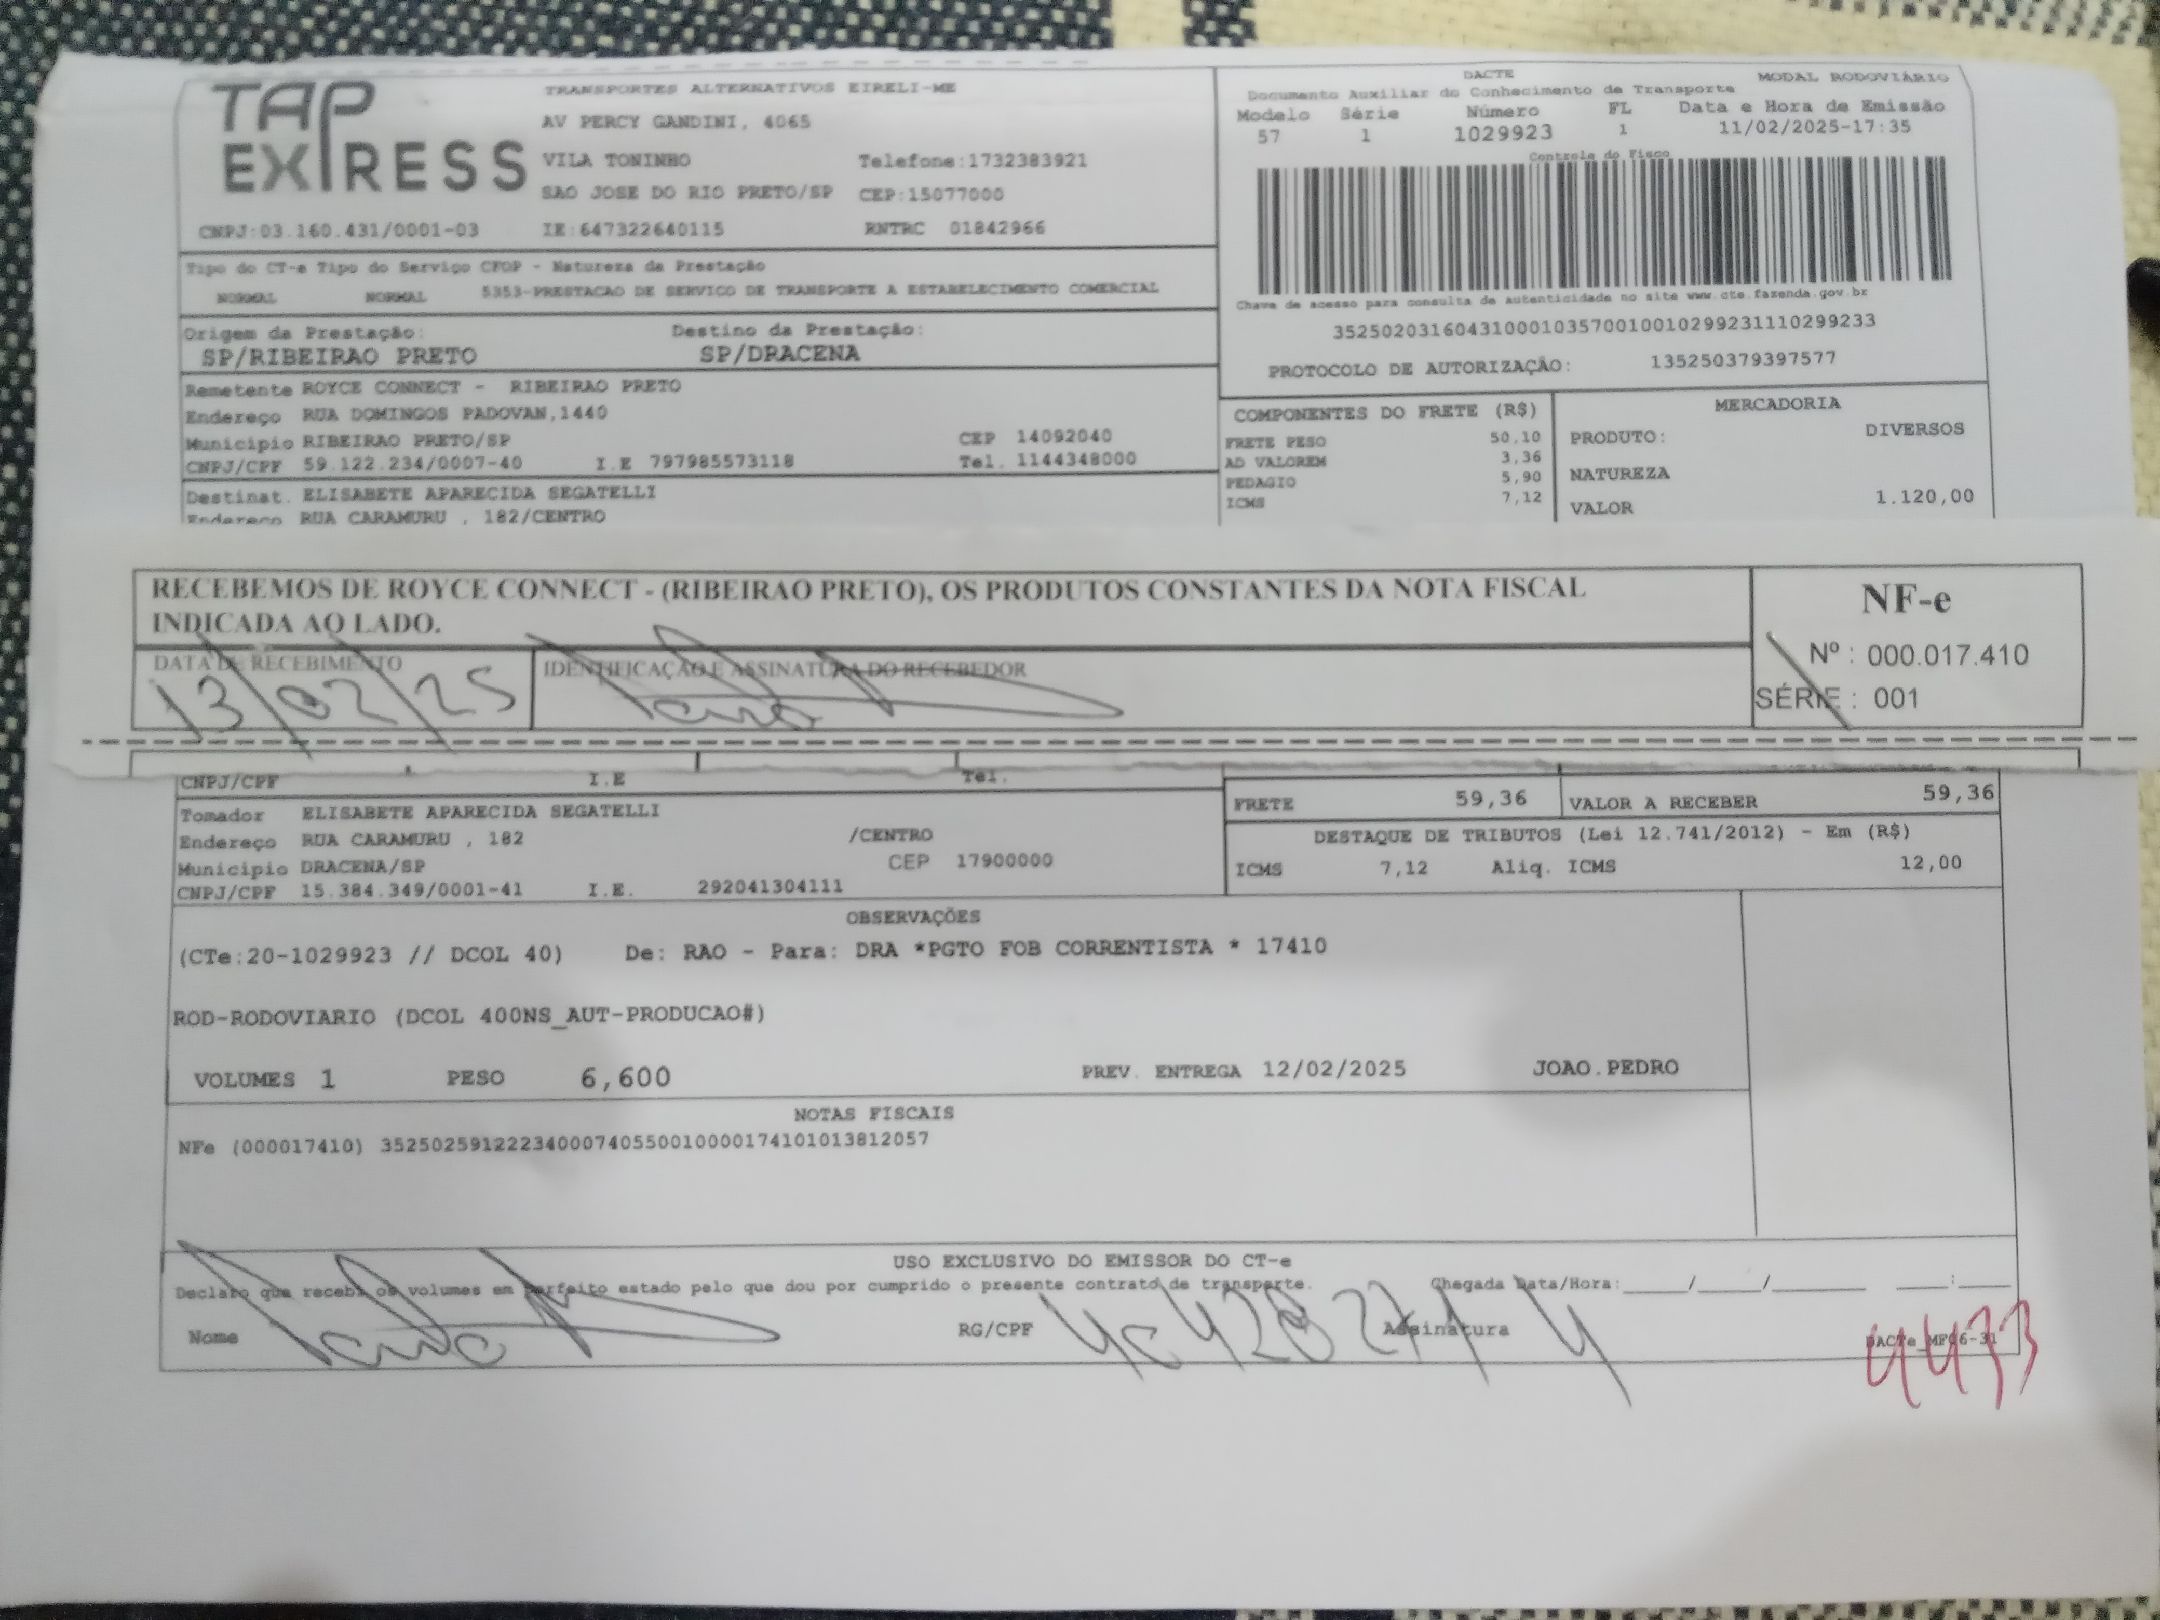 TAP EXPRESS
TRANSPORTES ALTERNATIVOS EIRELI-ME
AV PERCY GANDINI, 4065
VILA TONINHO Telefone:1732383921
SAO JOSE DO RIO PRETO/SP CEP:15077000
CNPJ:03.160.431/0001-03 IE:647322640115 RNTRC 01842966
DACTE MODAL RODOVIÁRIO
Documento Auxiliar do Conhecimento de Transporte
Modelo Série Número FL Data e Hora de Emissão
57 1 1029923 1 11/02/2025-17:35
Controle do Fisco
Chave de acesso para consulta de autenticidade no site www.cte.fazenda.gov.br
35250203160431000103570010010299231110299233
PROTOCOLO DE AUTORIZAÇÃO: 135250379397577
Tipo do CT-e Tipo do Serviço CFOP - Natureza da Prestação
NORMAL NORMAL 5353-PRESTACAO DE SERVICO DE TRANSPORTE A ESTABELECIMENTO COMERCIAL
Origem da Prestação: Destino da Prestação:
SP/RIBEIRAO PRETO SP/DRACENA
Remetente ROYCE CONNECT - RIBEIRAO PRETO
Endereço RUA DOMINGOS PADOVAN,1440
Municipio RIBEIRAO PRETO/SP CEP 14092040
CNPJ/CPF 59.122.234/0007-40 I.E 797985573118 Tel. 1144348000
Destinat. ELISABETE APARECIDA SEGATELLI
Endereço RUA CARAMURU , 182/CENTRO
COMPONENTES DO FRETE (R$)
FRETE PESO 50,10
AD VALOREM 3,36
PEDAGIO 5,90
ICMS 7,12
MERCADORIA
PRODUTO: DIVERSOS
NATUREZA
VALOR 1.120,00
RECEBEMOS DE ROYCE CONNECT - (RIBEIRAO PRETO), OS PRODUTOS CONSTANTES DA NOTA FISCAL
INDICADA AO LADO.
DATA DE RECEBIMENTO IDENTIFICAÇÃO E ASSINATURA DO RECEBEDOR
13/02/25
NF-e
Nº : 000.017.410
SÉRIE : 001
CNPJ/CPF I.E Tel.
Tomador ELISABETE APARECIDA SEGATELLI
Endereço RUA CARAMURU , 182 /CENTRO
Municipio DRACENA/SP CEP 17900000
CNPJ/CPF 15.384.349/0001-41 I.E. 292041304111
FRETE 59,36 VALOR A RECEBER 59,36
DESTAQUE DE TRIBUTOS (Lei 12.741/2012) - Em (R$)
ICMS 7,12 Aliq. ICMS 12,00
OBSERVAÇÕES
(CTe:20-1029923 // DCOL 40) De: RAO - Para: DRA *PGTO FOB CORRENTISTA * 17410
ROD-RODOVIARIO (DCOL 400NS_AUT-PRODUCAO#)
VOLUMES 1 PESO 6,600 PREV. ENTREGA 12/02/2025 JOAO.PEDRO
NOTAS FISCAIS
NFe (000017410) 35250259122234000740550010000174101013812057
USO EXCLUSIVO DO EMISSOR DO CT-e
Declaro que recebi os volumes em perfeito estado pelo que dou por cumprido o presente contrato de transporte. Chegada Data/Hora:_____/_____/_______ ____:____
Nome RG/CPF Assinatura DACTe_MF06-31